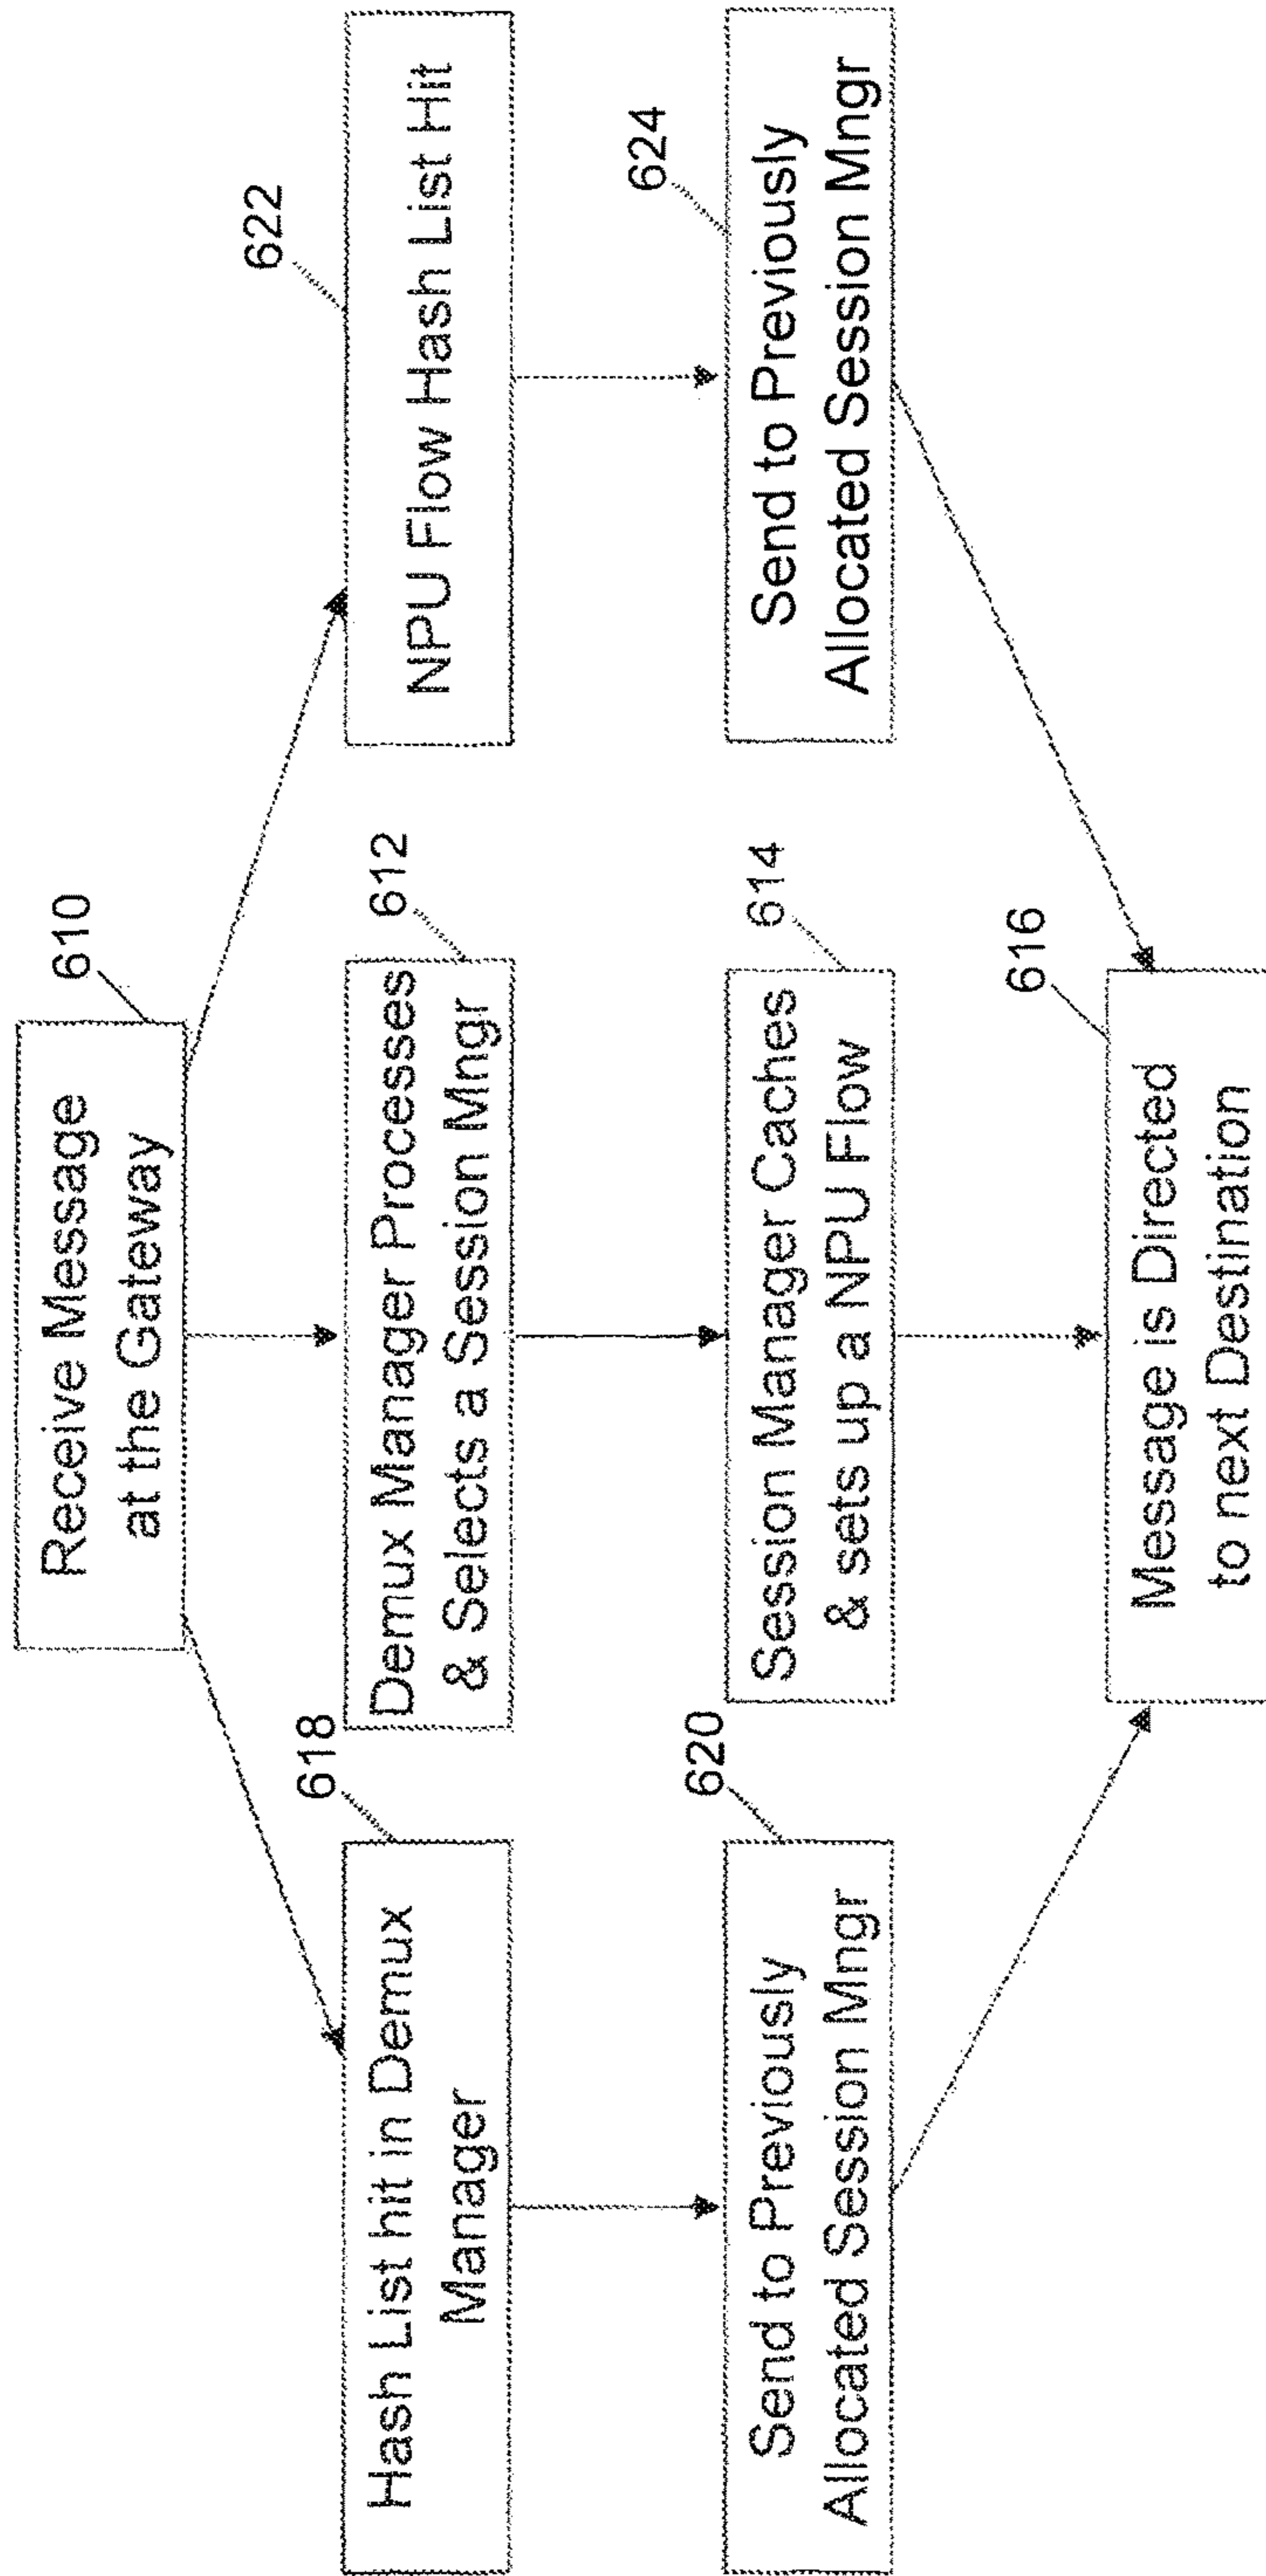 Receive Message
at the Gateway
610
Hash List hit in Demux
Manager
618
Demux Manager Processes
& Selects a Session Mngr
612
NPU Flow Hash List Hit
622
Send to Previously
Allocated Session Mngr
620
Session Manager Caches
& sets up a NPU Flow
614
Send to Previously
Allocated Session Mngr
624
Message is Directed
to next Destination
616